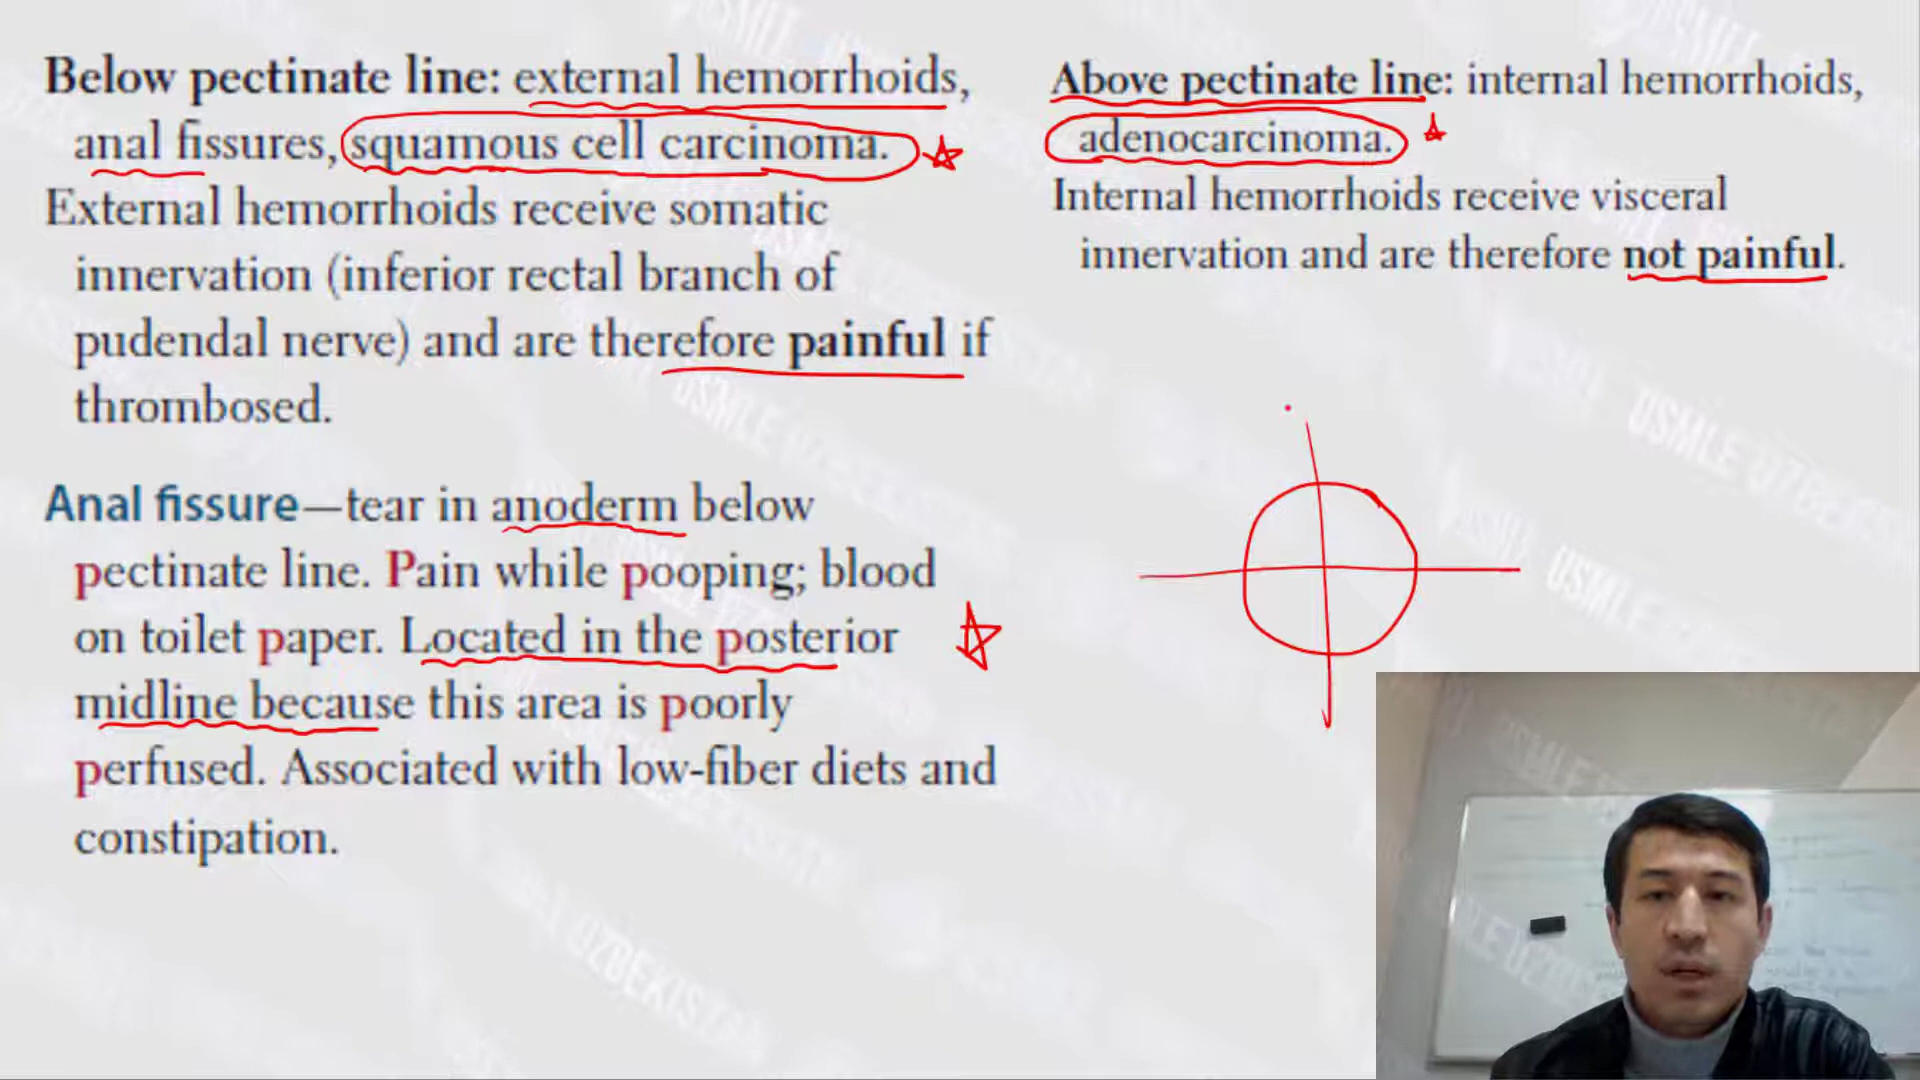 Below pectinate line: external hemorrhoids,
anal fissures, squamous cell carcinoma.
External hemorrhoids receive somatic
innervation (inferior rectal branch of
pudendal nerve) and are therefore painful if
thrombosed.
Anal fissure—tear in anoderm below
pectinate line. Pain while pooping; blood
on toilet paper. Located in the posterior
midline because this area is poorly
perfused. Associated with low-fiber diets and
constipation.
Above pectinate line: internal hemorrhoids,
adenocarcinoma.
Internal hemorrhoids receive visceral
innervation and are therefore not painful.
USMLE UZBEKISTAN